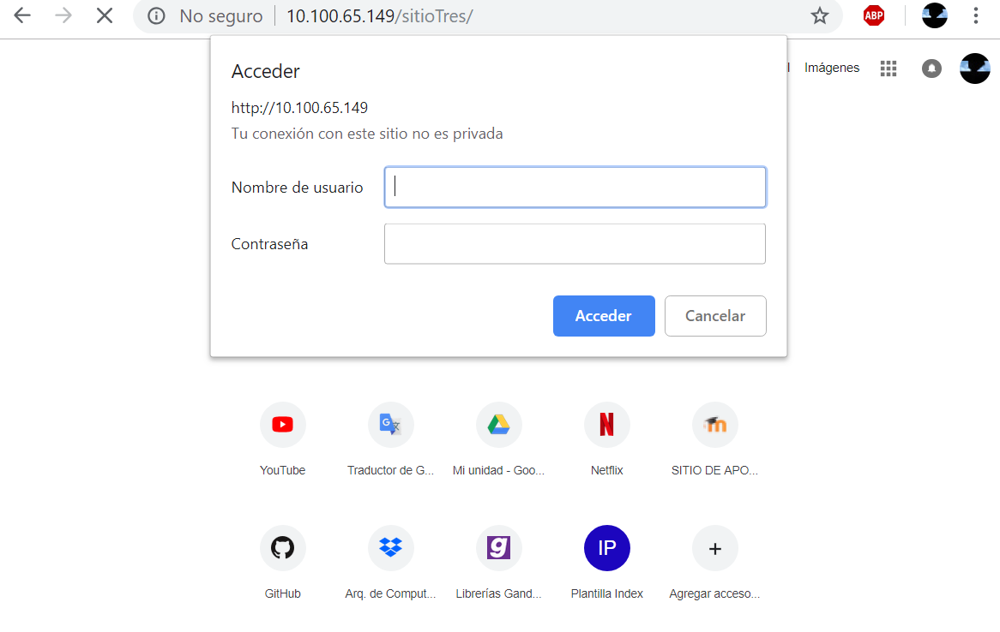 No seguro
10.100.65.149/sitioTres/
ABP
Acceder
http://10.100.65.149
Tu conexión con este sitio no es privada
Imágenes
Nombre de usuario
Contraseña
Acceder Cancelar
YouTube Traductor de G... Mi unidad - Goo... Netflix SITIO DE APO...
IP
GitHub Arq. de Comput... Librerías Gand... Plantilla Index Agregar acceso...